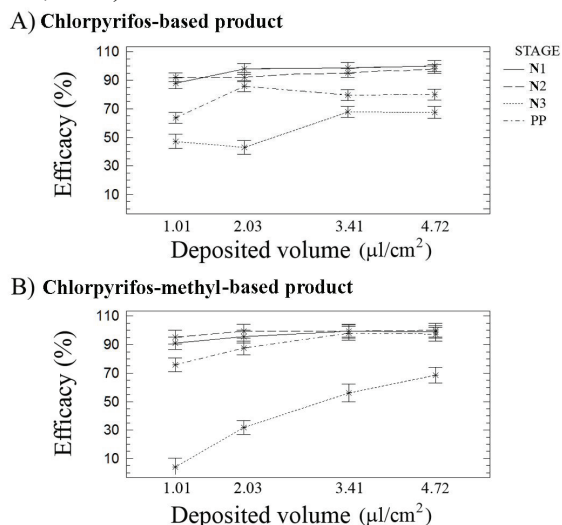 A) Chlorpyrifos-based product
Efficacy (%)
110
90
70
50
30
10
1.01 2.03 3.41 4.72
Deposited volume (μl/cm²)
STAGE
N1
N2
N3
PP
B) Chlorpyrifos-methyl-based product
Efficacy (%)
110
90
70
50
30
10
1.01 2.03 3.41 4.72
Deposited volume (μl/cm²)